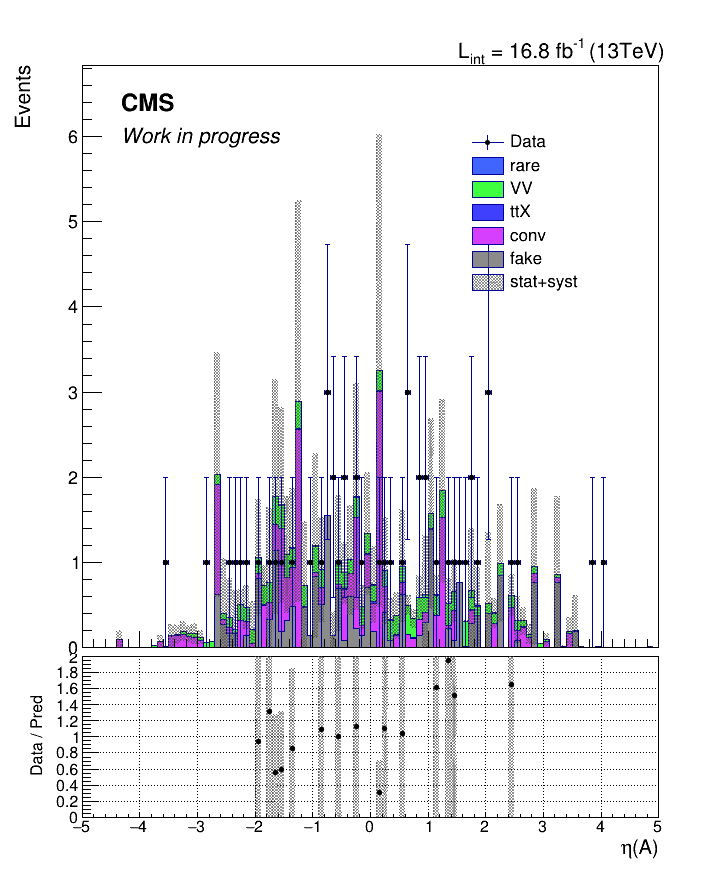 L_int = 16.8 fb^-1 (13TeV)
Events
CMS
Work in progress
Data
rare
VV
ttX
conv
fake
stat+syst
6
5
4
3
2
1
0
Data / Pred
2
1.8
1.6
1.4
1.2
1
0.8
0.6
0.4
0.2
0
−5 −4 −3 −2 −1 0 1 2 3 4 5
η(A)